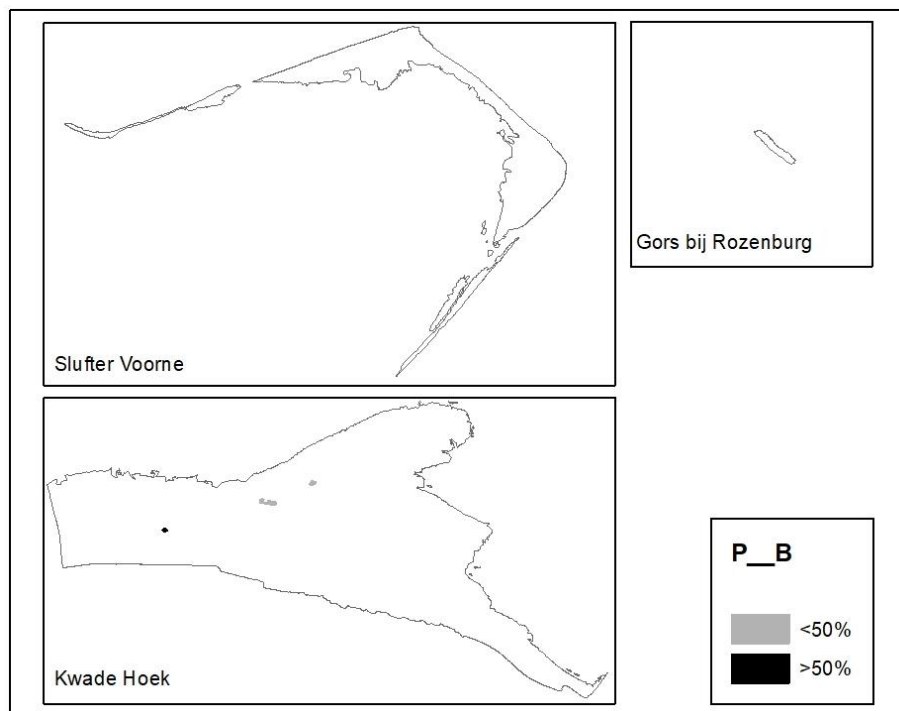 Slufter Voorne
Gors bij Rozenburg
Kwade Hoek
P__B
<50%
>50%